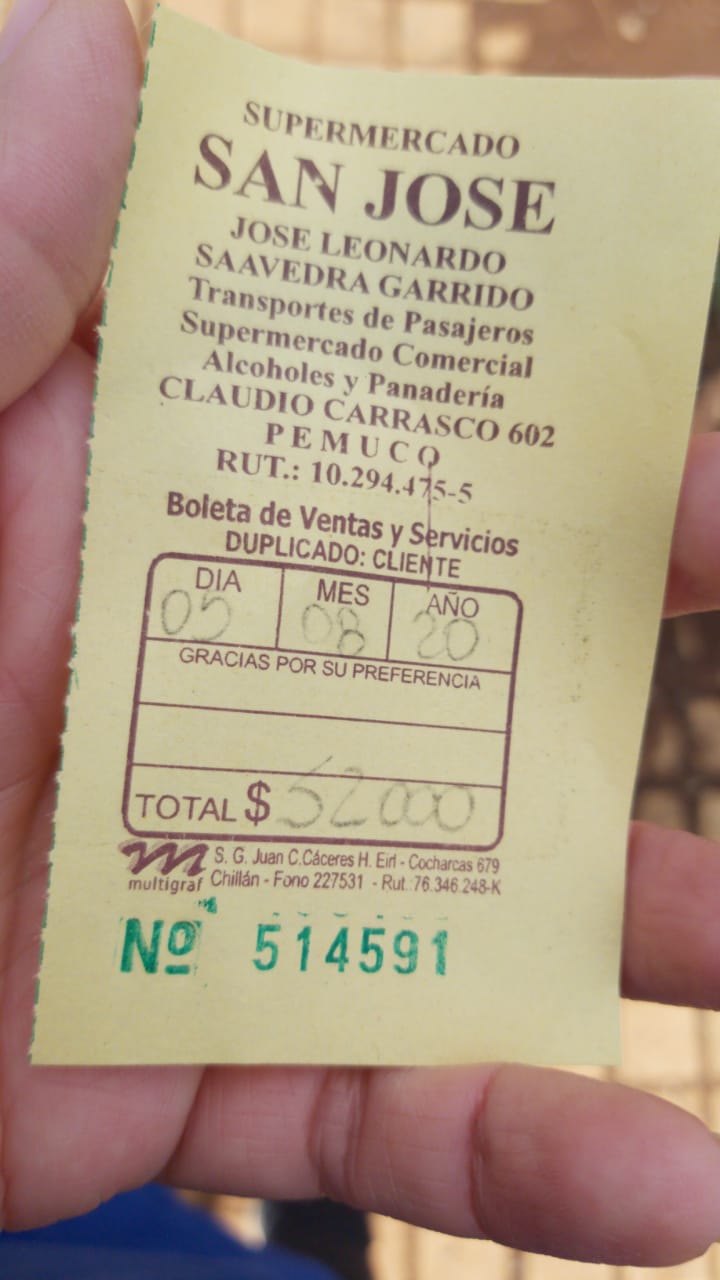 SUPERMERCADO
SAN JOSE
JOSE LEONARDO
SAAVEDRA GARRIDO
Transportes de Pasajeros
Supermercado Comercial
Alcoholes y Panadería
CLAUDIO CARRASCO 602
PEMUCO
RUT.: 10.294.475-5
Boleta de Ventas y Servicios
DUPLICADO: CLIENTE
DIA MES AÑO
05 08 20
GRACIAS POR SU PREFERENCIA
TOTAL $ 52000
multigraf
S. G. Juan C.Cáceres H. Eirl - Cocharcas 679
Chillán - Fono 227531 - Rut.:76.346.248-K
Nº 514591